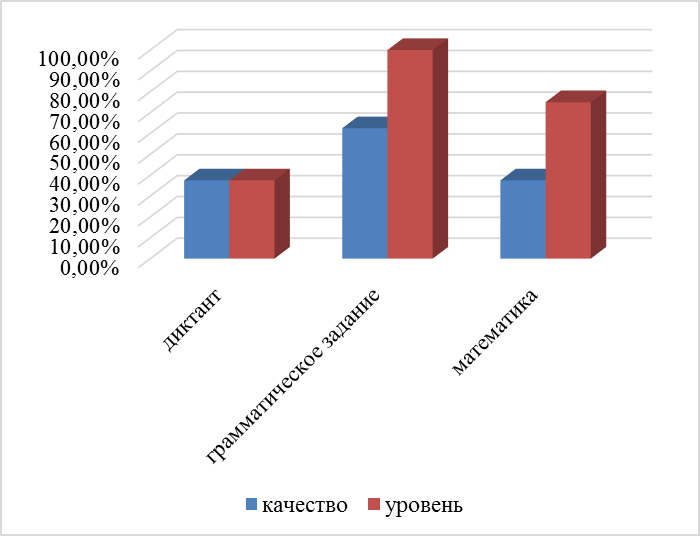 100,00%
90,00%
80,00%
70,00%
60,00%
50,00%
40,00%
30,00%
20,00%
10,00%
0,00%
диктант
грамматическое задание
математика
качество
уровень